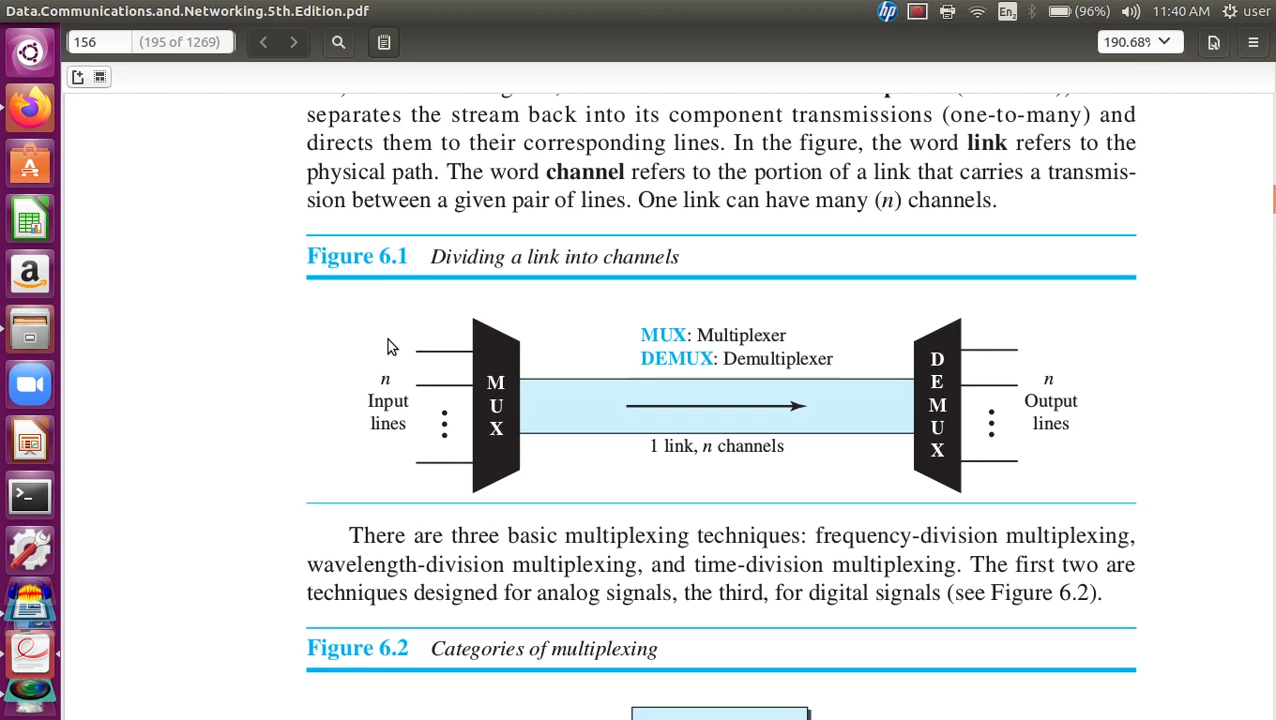 Data.Communications.and.Networking.5th.Edition.pdf
En2 (96%) 11:40 AM user
156 (195 of 1269) 190.68%
separates the stream back into its component transmissions (one-to-many) and
directs them to their corresponding lines. In the figure, the word link refers to the
physical path. The word channel refers to the portion of a link that carries a transmis-
sion between a given pair of lines. One link can have many (n) channels.
Figure 6.1 Dividing a link into channels
MUX: Multiplexer
DEMUX: Demultiplexer
n
Input
lines
MUX
1 link, n channels
DEMUX
n
Output
lines
There are three basic multiplexing techniques: frequency-division multiplexing,
wavelength-division multiplexing, and time-division multiplexing. The first two are
techniques designed for analog signals, the third, for digital signals (see Figure 6.2).
Figure 6.2 Categories of multiplexing